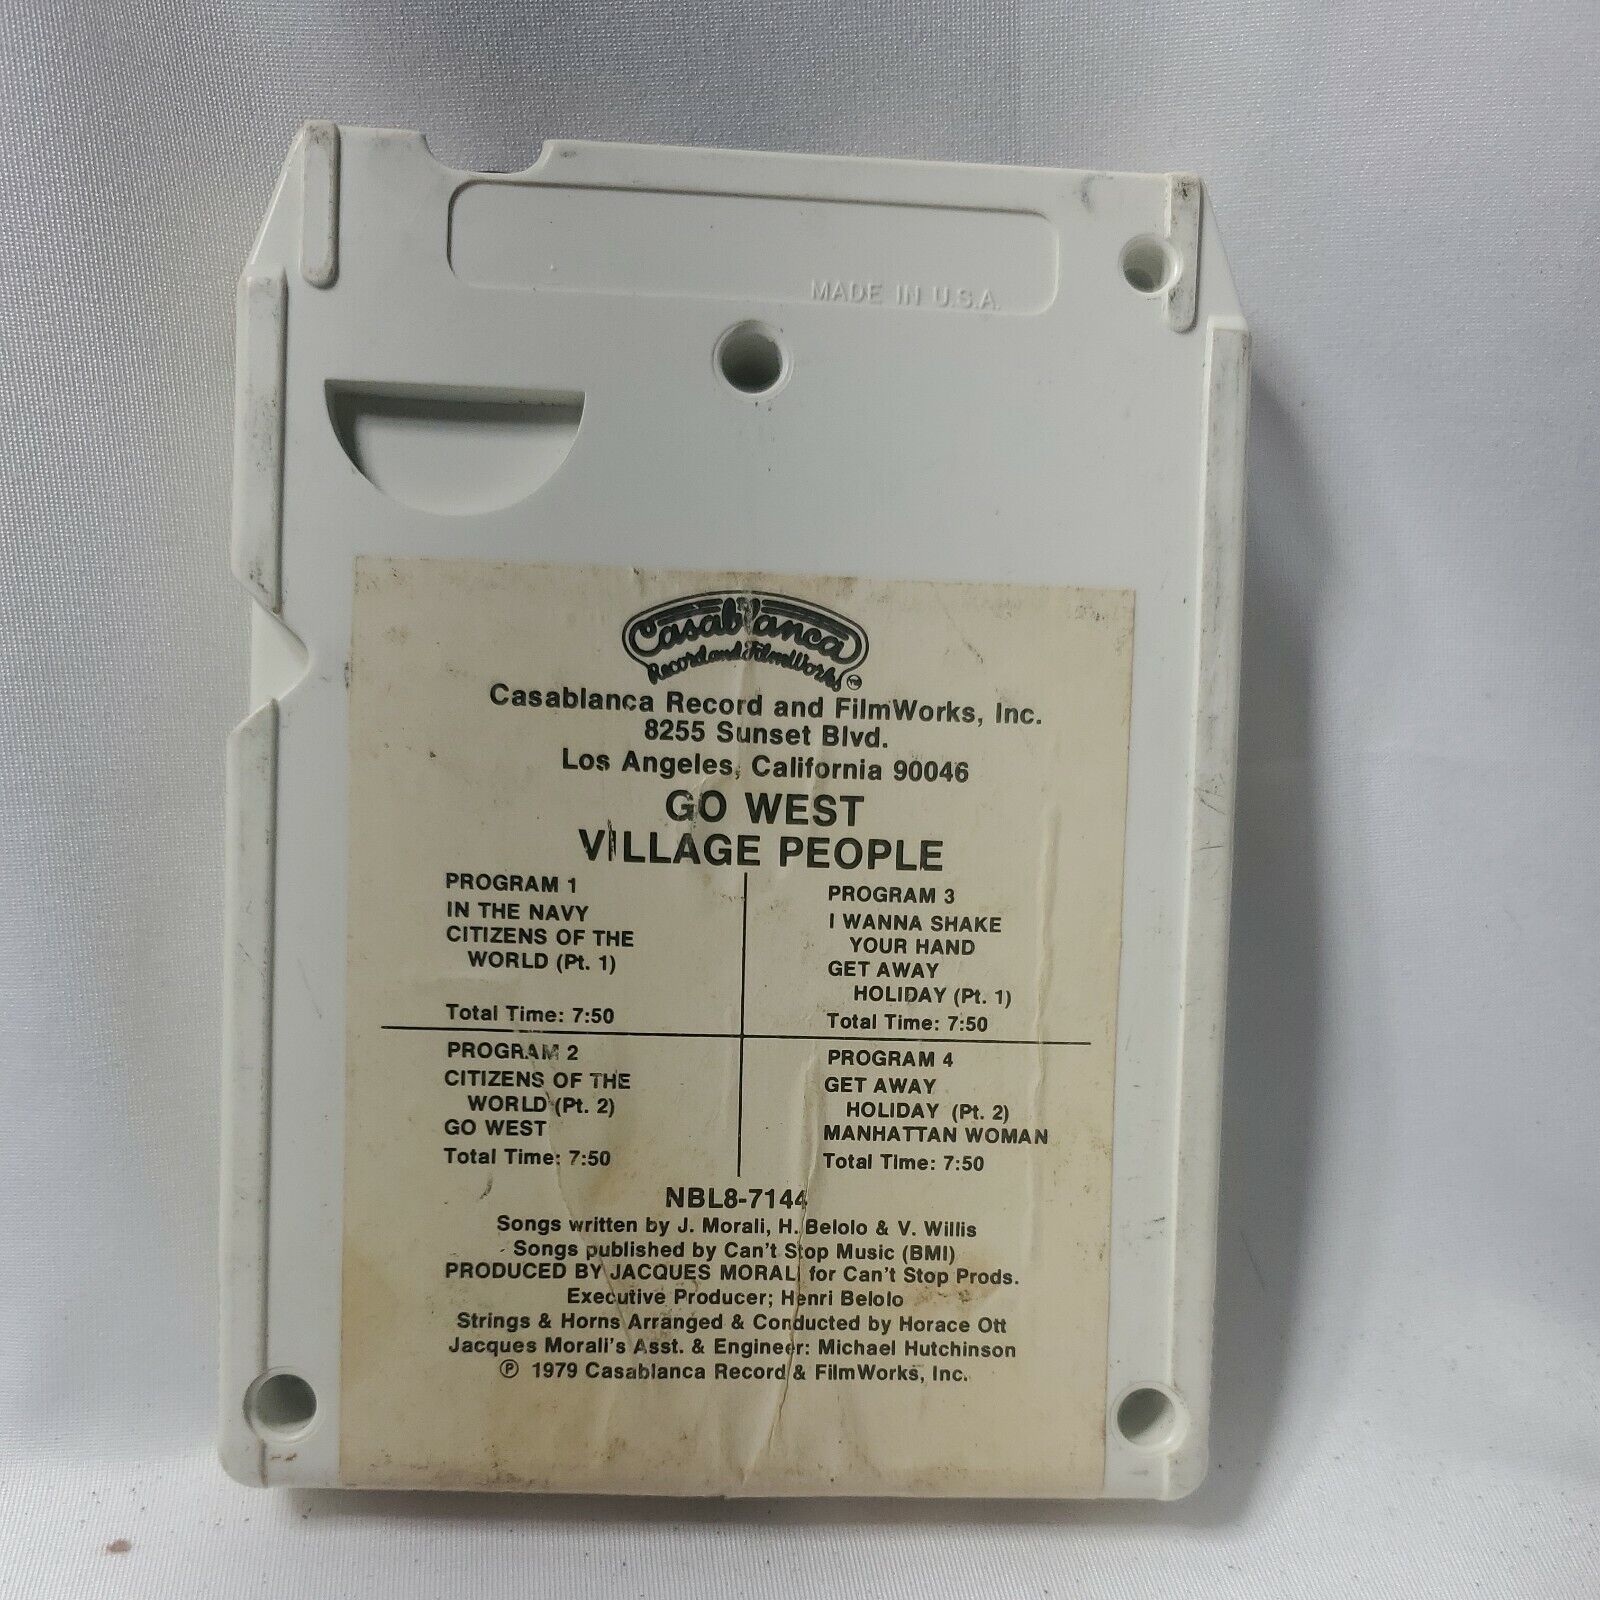 MADE IN U.S.A.
Casablanca
Record and FilmWorks TM
Casablanca Record and FilmWorks, Inc.
8255 Sunset Blvd.
Los Angeles, California 90046
GO WEST
VILLAGE PEOPLE
PROGRAM 1
IN THE NAVY
CITIZENS OF THE
WORLD (Pt. 1)
Total Time: 7:50
PROGRAM 2
CITIZENS OF THE
WORLD (Pt. 2)
GO WEST
Total Time: 7:50
PROGRAM 3
I WANNA SHAKE
YOUR HAND
GET AWAY
HOLIDAY (Pt. 1)
Total Time: 7:50
PROGRAM 4
GET AWAY
HOLIDAY (Pt. 2)
MANHATTAN WOMAN
Total Time: 7:50
NBL8-7144
Songs written by J. Morali, H. Belolo & V. Willis
Songs published by Can't Stop Music (BMI)
PRODUCED BY JACQUES MORALI for Can't Stop Prods.
Executive Producer; Henri Belolo
Strings & Horns Arranged & Conducted by Horace Ott
Jacques Morali's Asst. & Engineer: Michael Hutchinson
℗ 1979 Casablanca Record & FilmWorks, Inc.